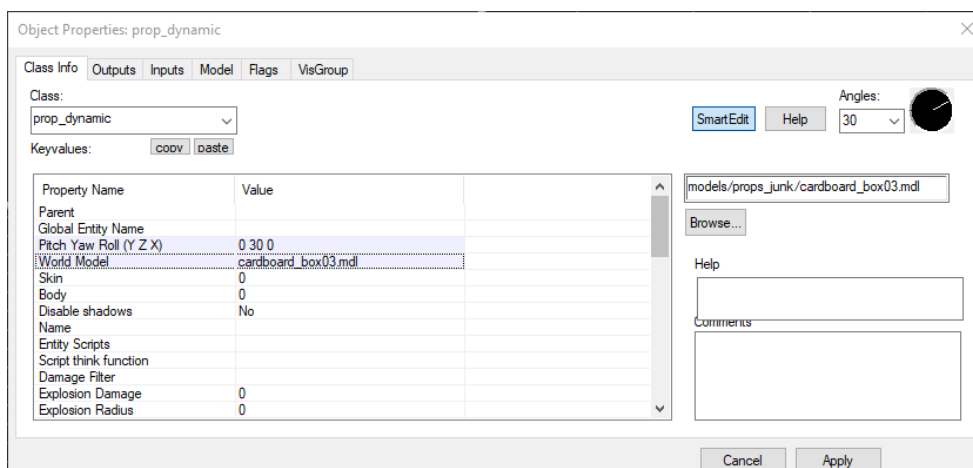 Object Properties: prop_dynamic
Class Info Outputs Inputs Model Flags VisGroup
Class:
prop_dynamic
SmartEdit Help
Angles:
30
Keyvalues: copy paste
Property Name Value
Parent
Global Entity Name
Pitch Yaw Roll (Y Z X) 0 30 0
World Model cardboard_box03.mdl
Skin 0
Body 0
Disable shadows No
Name
Entity Scripts
Script think function
Damage Filter
Explosion Damage 0
Explosion Radius 0
models/props_junk/cardboard_box03.mdl
Browse...
Help
Comments
Cancel Apply